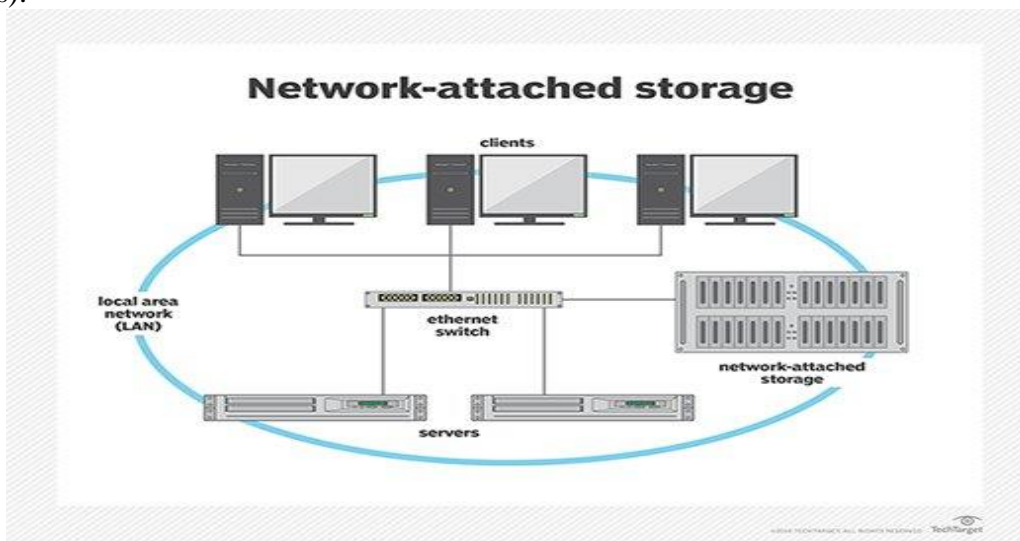 Network-attached storage
clients
local area
network
(LAN)
ethernet
switch
network-attached
storage
servers
TechTarget